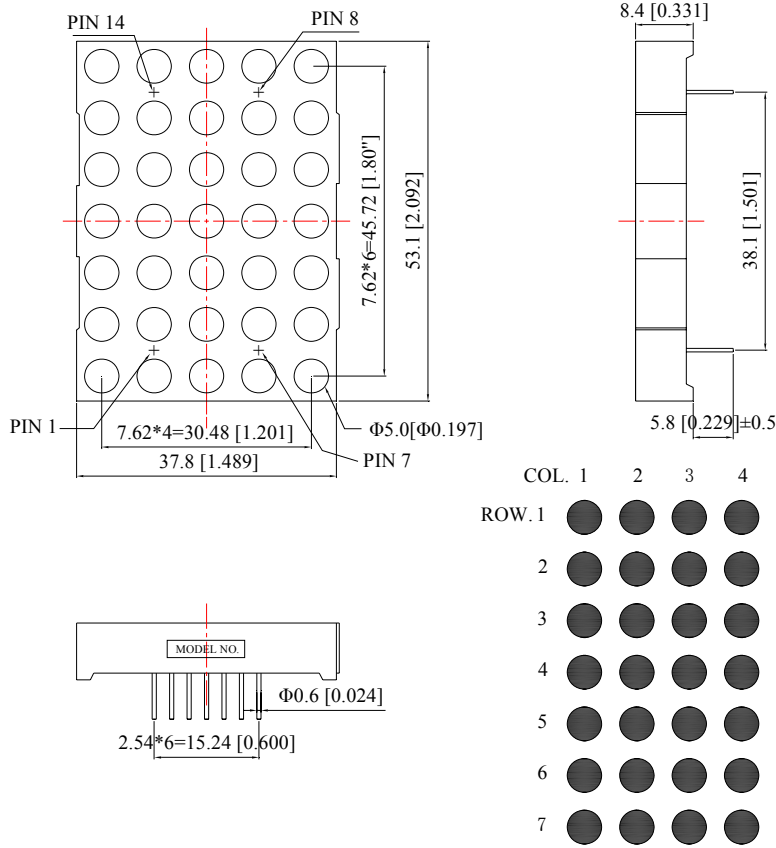 PIN 14
PIN 8
8.4 [0.331]
7.62*6=45.72 [1.80"]
53.1 [2.092]
38.1 [1.501]
PIN 1
7.62*4=30.48 [1.201]
Φ5.0[Φ0.197]
5.8 [0.229]±0.5
37.8 [1.489]
PIN 7
COL. 1 2 3 4
ROW. 1
2
3
4
5
6
7
MODEL NO.
Φ0.6 [0.024]
2.54*6=15.24 [0.600]